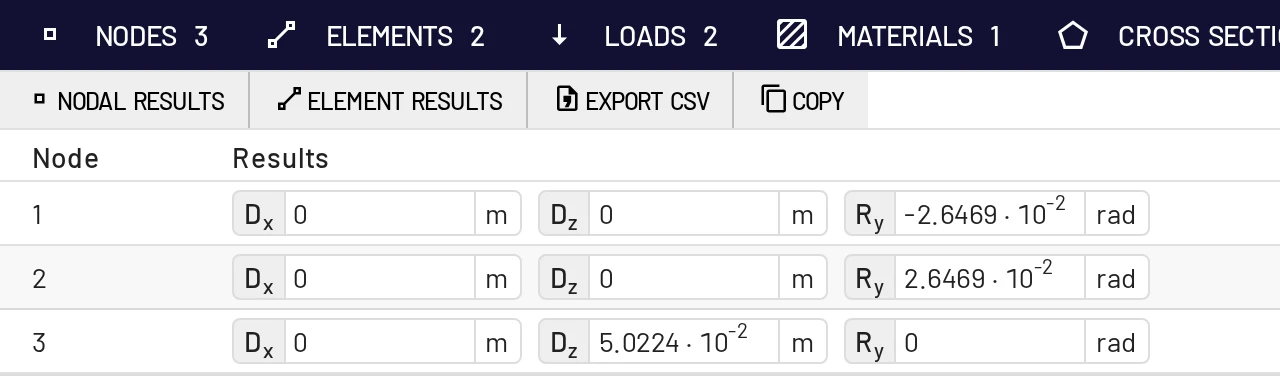 NODES 3 ELEMENTS 2 LOADS 2 MATERIALS 1 CROSS SECTI
NODAL RESULTS ELEMENT RESULTS EXPORT CSV COPY
Node Results
1 Dx 0 m Dz 0 m Ry -2.6469 · 10⁻² rad
2 Dx 0 m Dz 0 m Ry 2.6469 · 10⁻² rad
3 Dx 0 m Dz 5.0224 · 10⁻² m Ry 0 rad